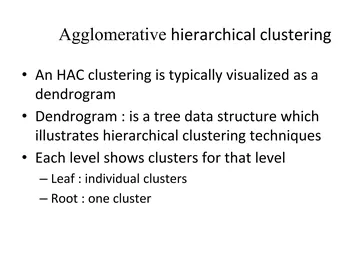 Agglomerative hierarchical clustering
• An HAC clustering is typically visualized as a
dendrogram
• Dendrogram : is a tree data structure which
illustrates hierarchical clustering techniques
• Each level shows clusters for that level
– Leaf : individual clusters
– Root : one cluster